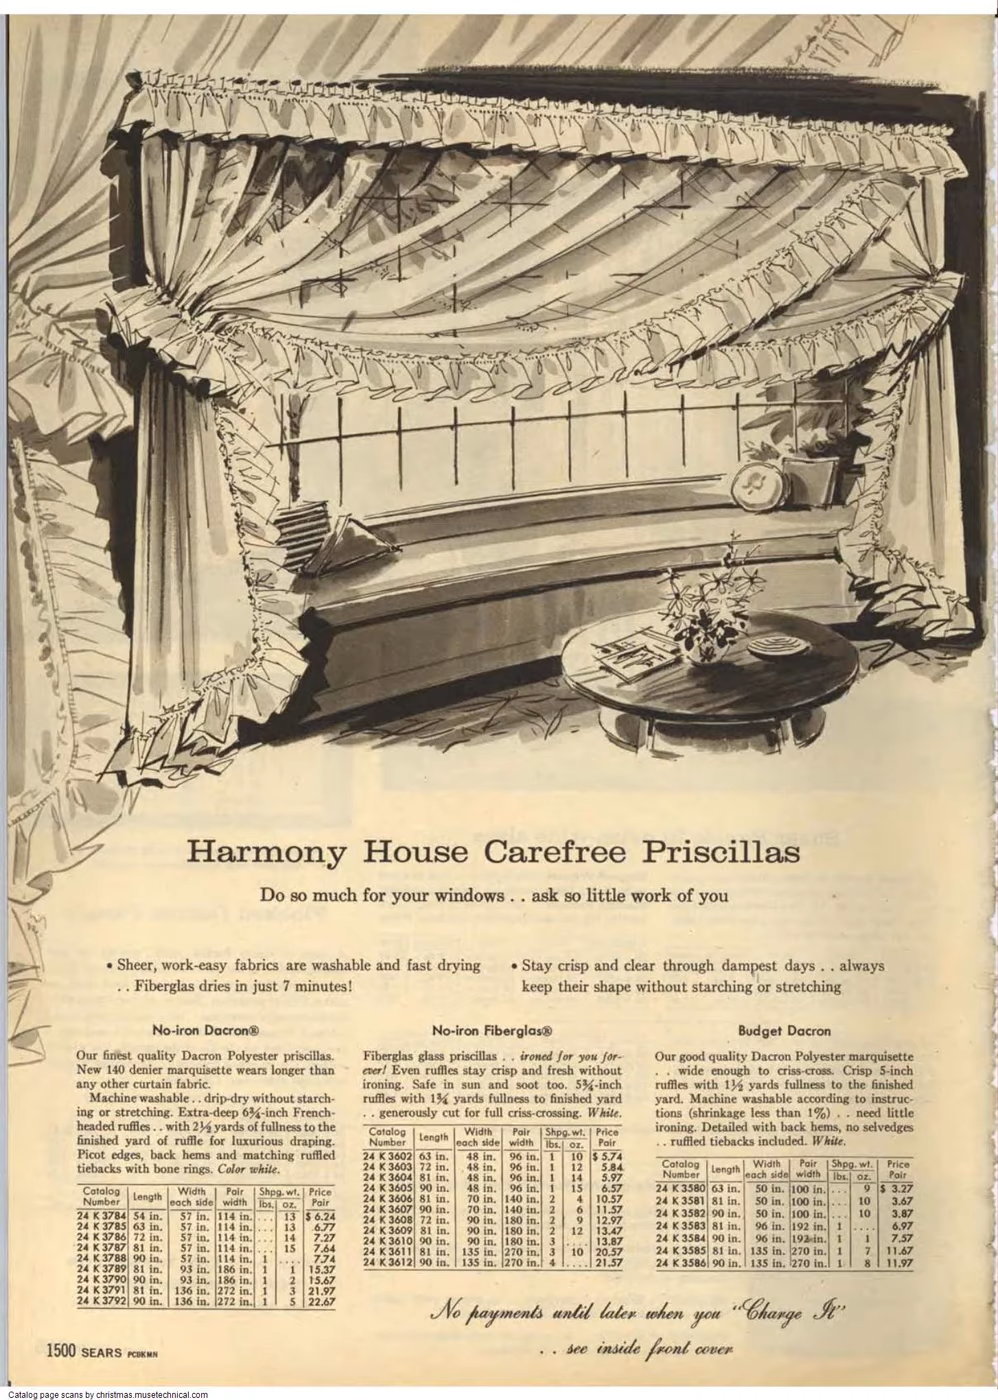 Harmony House Carefree Priscillas
Do so much for your windows . . ask so little work of you
• Sheer, work-easy fabrics are washable and fast drying
. . Fiberglas dries in just 7 minutes!
• Stay crisp and clear through dampest days . . always
keep their shape without starching or stretching
No-iron Dacron®
Our finest quality Dacron Polyester priscillas.
New 140 denier marquisette wears longer than
any other curtain fabric.
Machine washable . . drip-dry without starch-
ing or stretching. Extra-deep 6¾-inch French-
headed ruffles . . with 2½ yards of fullness to the
finished yard of ruffle for luxurious draping.
Picot edges, back hems and matching ruffled
tiebacks with bone rings. Color white.
Catalog Number Length Width each side Pair width Shpg. wt. lbs. oz. Price Pair
24 K 3784 54 in. 57 in. 114 in. ... 13 $ 6.24
24 K 3785 63 in. 57 in. 114 in. ... 13 6.77
24 K 3786 72 in. 57 in. 114 in. ... 14 7.27
24 K 3787 81 in. 57 in. 114 in. ... 15 7.64
24 K 3788 90 in. 57 in. 114 in. 1 .... 7.74
24 K 3789 81 in. 93 in. 186 in. 1 1 15.37
24 K 3790 90 in. 93 in. 186 in. 1 2 15.67
24 K 3791 81 in. 136 in. 272 in. 1 3 21.97
24 K 3792 90 in. 136 in. 272 in. 1 5 22.67
No-iron Fiberglas®
Fiberglas glass priscillas . . ironed for you for-
ever! Even ruffles stay crisp and fresh without
ironing. Safe in sun and soot too. 5¾-inch
ruffles with 1¾ yards fullness to finished yard
. . generously cut for full criss-crossing. White.
Catalog Number Length Width each side Pair width Shpg. wt. lbs. oz. Price Pair
24 K 3602 63 in. 48 in. 96 in. 1 10 $ 5.74
24 K 3603 72 in. 48 in. 96 in. 1 12 5.84
24 K 3604 81 in. 48 in. 96 in. 1 14 5.97
24 K 3605 90 in. 48 in. 96 in. 1 15 6.57
24 K 3606 81 in. 70 in. 140 in. 2 4 10.57
24 K 3607 90 in. 70 in. 140 in. 2 6 11.57
24 K 3608 72 in. 90 in. 180 in. 2 9 12.97
24 K 3609 81 in. 90 in. 180 in. 2 12 13.47
24 K 3610 90 in. 90 in. 180 in. 3 .... 13.87
24 K 3611 81 in. 135 in. 270 in. 3 10 20.57
24 K 3612 90 in. 135 in. 270 in. 4 .... 21.57
Budget Dacron
Our good quality Dacron Polyester marquisette
. . wide enough to criss-cross. Crisp 5-inch
ruffles with 1½ yards fullness to the finished
yard. Machine washable according to instruc-
tions (shrinkage less than 1%) . . need little
ironing. Detailed with back hems, no selvedges
. . ruffled tiebacks included. White.
Catalog Number Length Width each side Pair width Shpg. wt. lbs. oz. Price Pair
24 K 3580 63 in. 50 in. 100 in. ... 9 $ 3.27
24 K 3581 81 in. 50 in. 100 in. ... 10 3.67
24 K 3582 90 in. 50 in. 100 in. ... 10 3.87
24 K 3583 81 in. 96 in. 192 in. 1 .... 6.97
24 K 3584 90 in. 96 in. 192 in. 1 1 7.57
24 K 3585 81 in. 135 in. 270 in. 1 7 11.67
24 K 3586 90 in. 135 in. 270 in. 1 8 11.97
No payments until later when you "Charge It"
. . see inside front cover
1500 SEARS PCBKMN
Catalog page scans by christmas.musetechnical.com